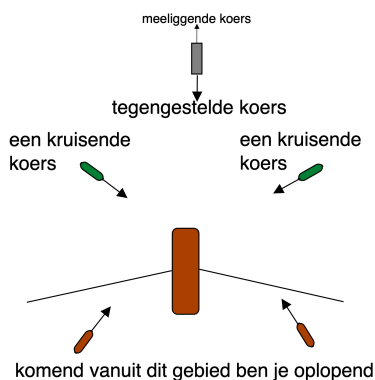 meeliggende koers
tegengestelde koers
een kruisende
koers
een kruisende
koers
komend vanuit dit gebied ben je oplopend